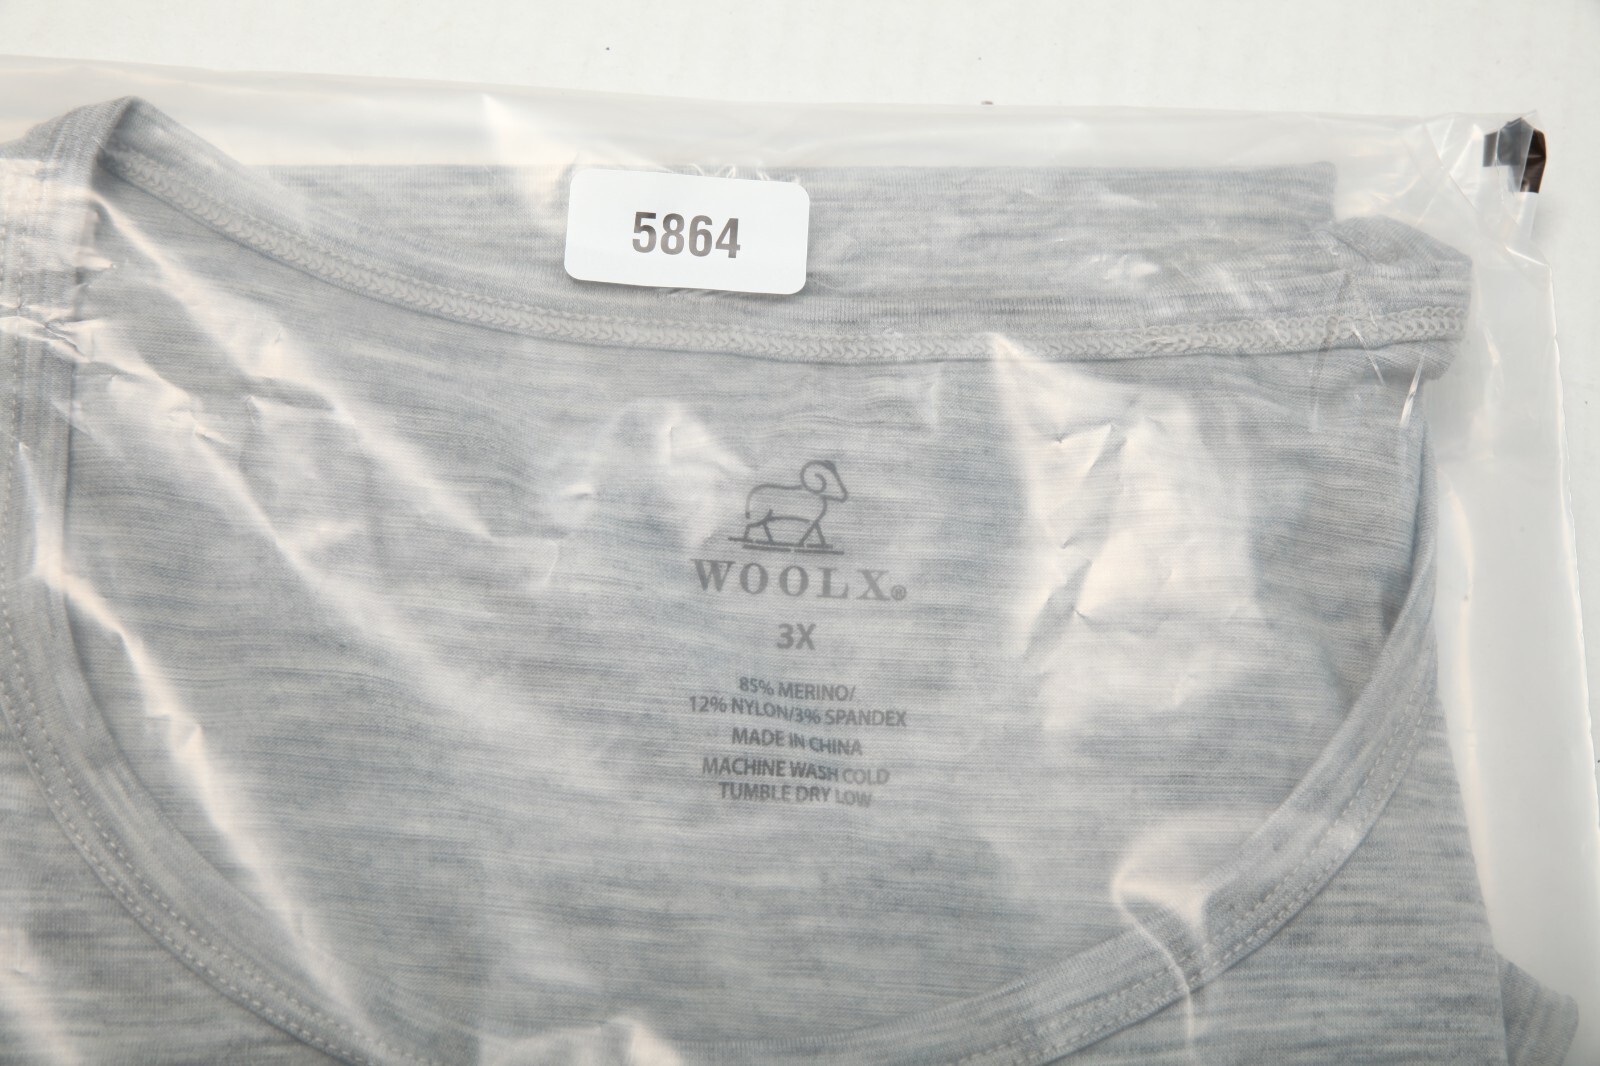 5864
WOOLX®
3X
85% MERINO/
12% NYLON/3% SPANDEX
MADE IN CHINA
MACHINE WASH COLD
TUMBLE DRY LOW